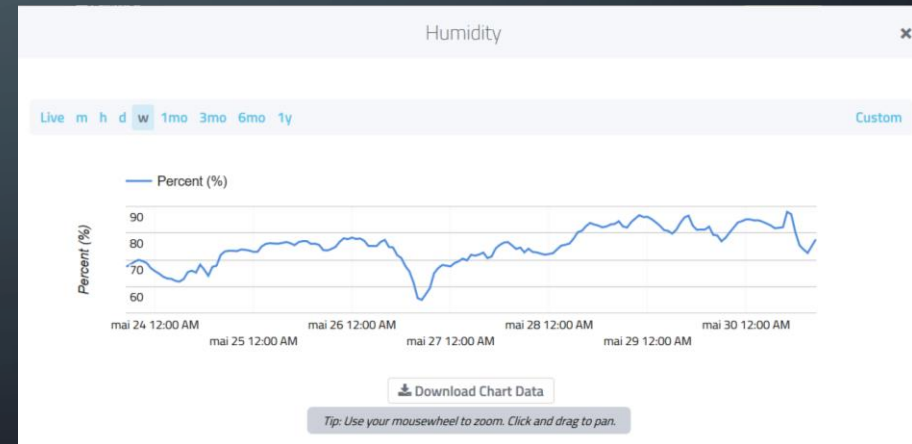 Humidity
×
Live m h d w 1mo 3mo 6mo 1y Custom
Percent (%)
Percent (%)
90
80
70
60
mai 24 12:00 AM
mai 25 12:00 AM
mai 26 12:00 AM
mai 27 12:00 AM
mai 28 12:00 AM
mai 29 12:00 AM
mai 30 12:00 AM
Download Chart Data
Tip: Use your mousewheel to zoom. Click and drag to pan.